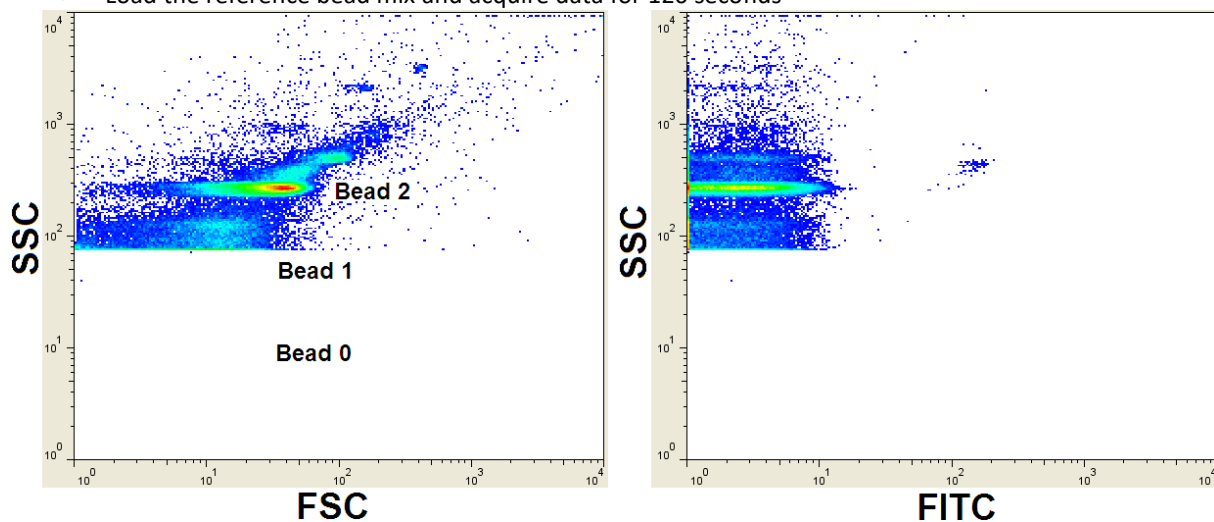 Load the reference bead mix and acquire data for 120 seconds
10^4
10^3
10^2
10^1
10^0
SSC
Bead 2
Bead 1
Bead 0
10^0 10^1 10^2 10^3 10^4
FSC
10^4
10^3
10^2
10^1
10^0
SSC
10^0 10^1 10^2 10^3 10^4
FITC